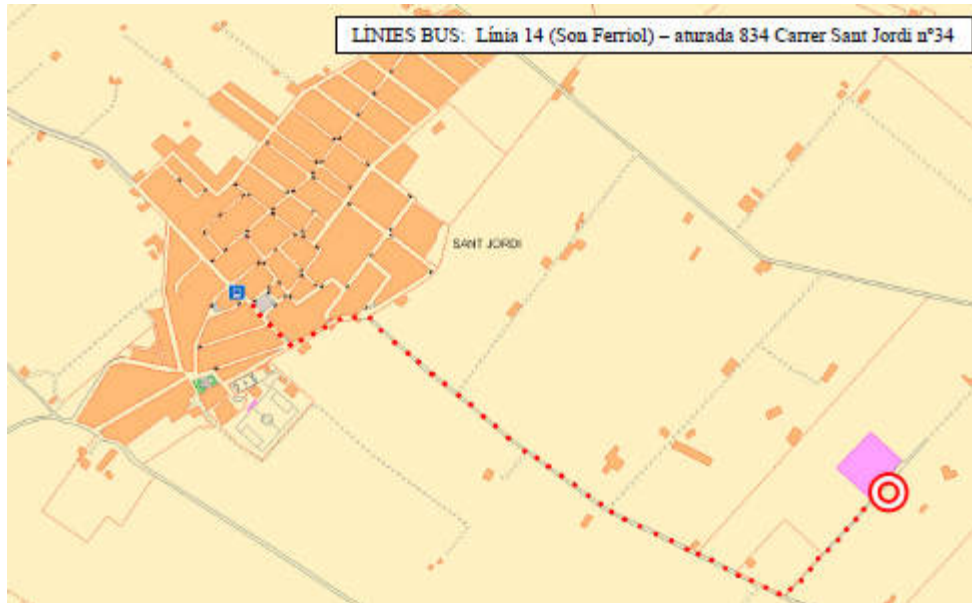 LÍNIES BUS: Línia 14 (Son Ferriol) – aturada 834 Carrer Sant Jordi nº34
SANT JORDI